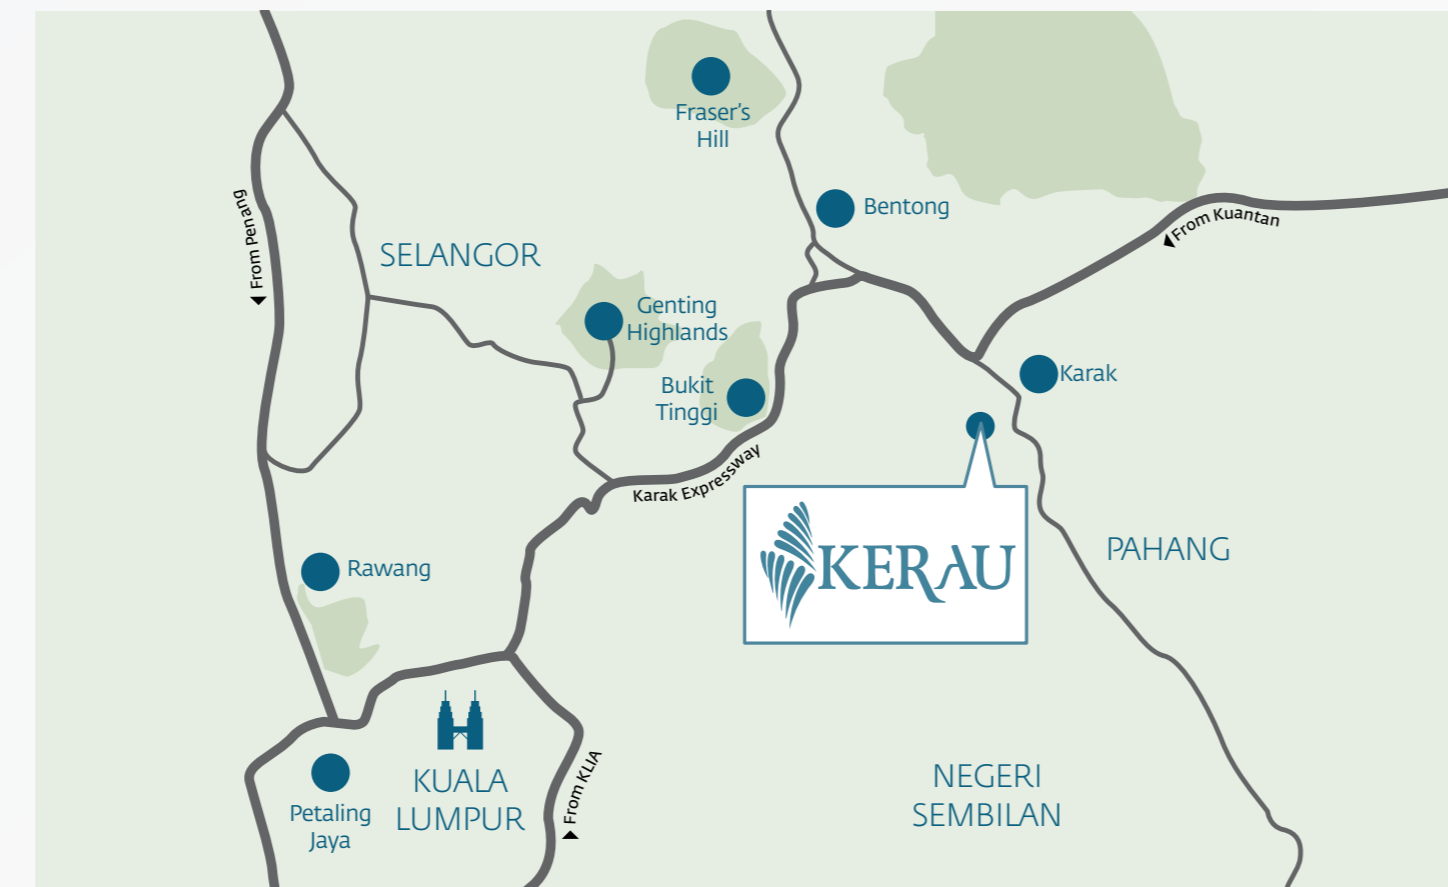 Fraser's
Hill
Bentong
From Penang
From Kuantan
SELANGOR
Genting
Highlands
Bukit
Tinggi
Karak
Karak Expressway
KERAU
PAHANG
Rawang
From KLIA
KUALA
LUMPUR
Petaling
Jaya
NEGERI
SEMBILAN